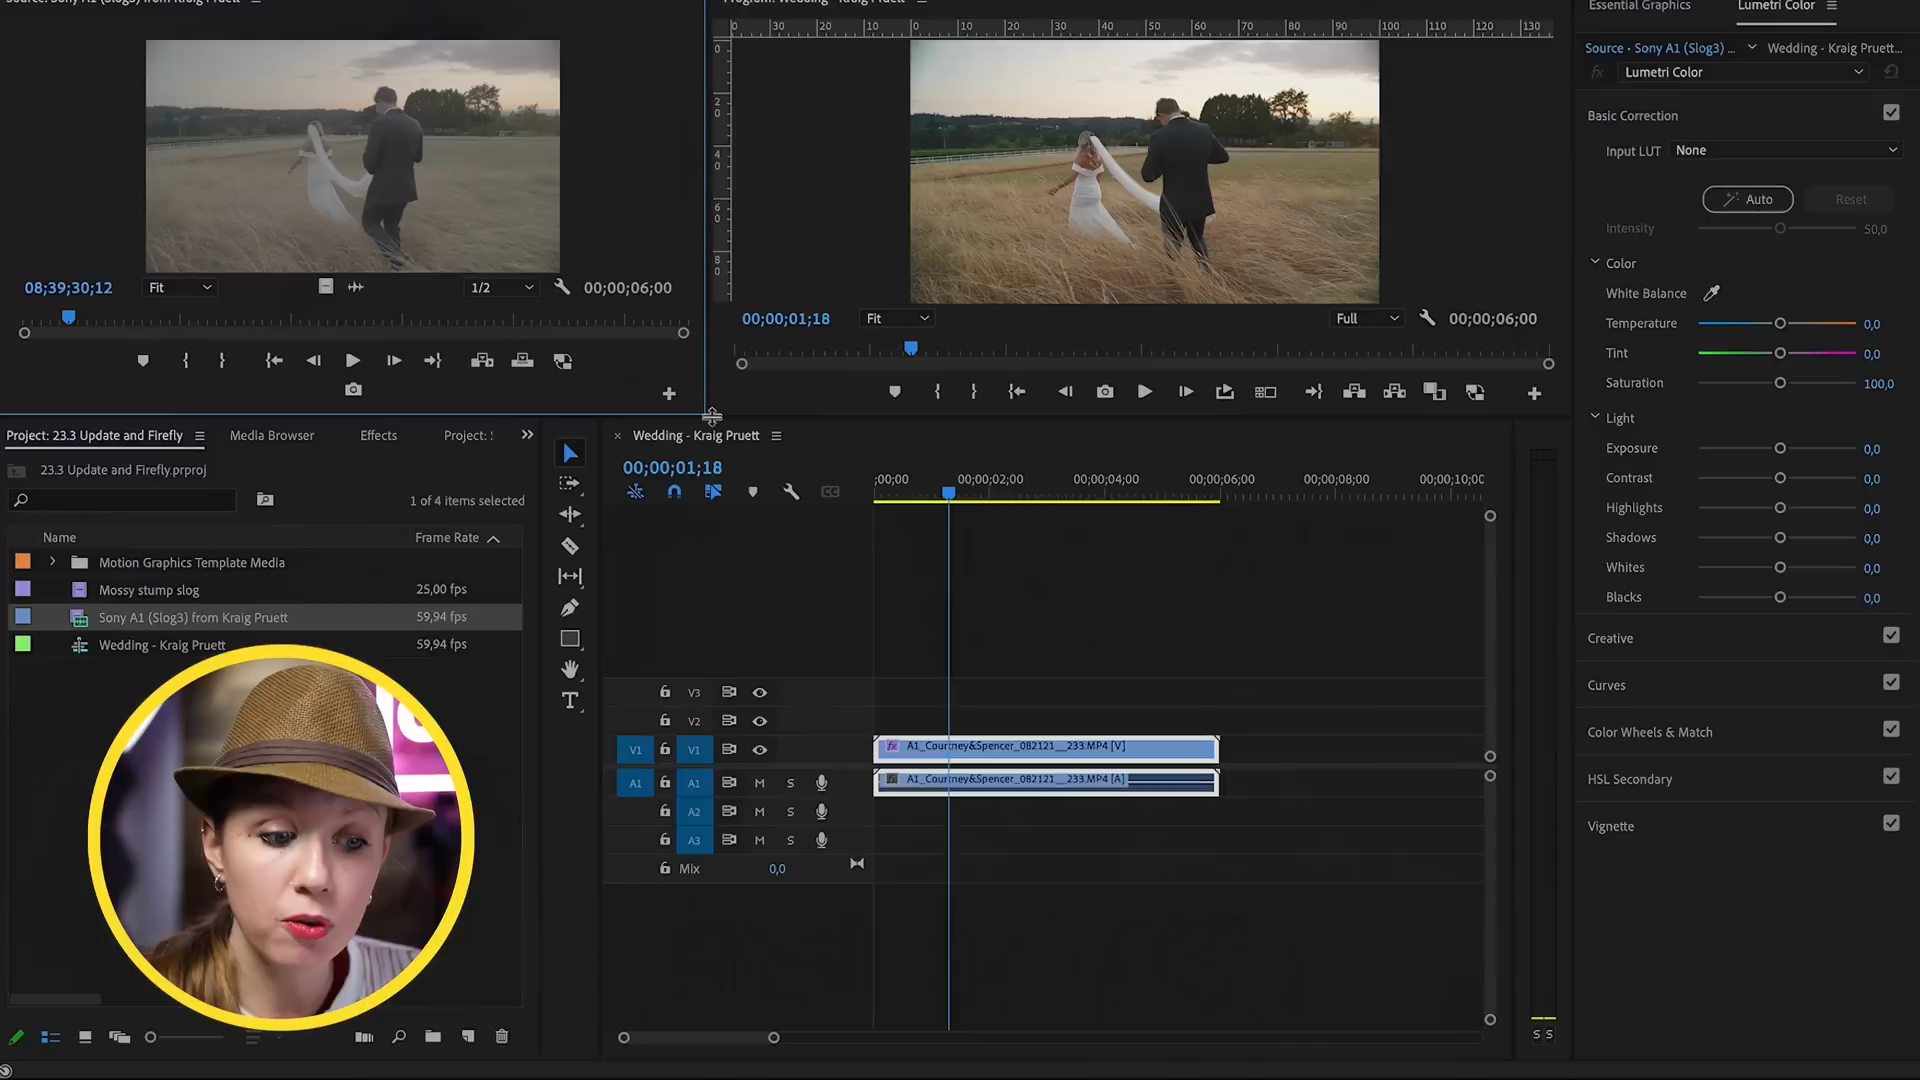 Source: Sony A1 (Slog3) from Kraig Pruett
Program: Wedding - Kraig Pruett
Essential Graphics
Lumetri Color
0 30 20 10 0 10 20 30 40 50 60 70 80 90 100 110 120 130
0
20
40
60
80
Source • Sony A1 (Slog3) ...
Wedding - Kraig Pruett...
fx Lumetri Color
Basic Correction
Input LUT None
Auto
Reset
Intensity 50,0
Color
White Balance
Temperature 0,0
Tint 0,0
Saturation 100,0
Light
Exposure 0,0
Contrast 0,0
Highlights 0,0
Shadows 0,0
Whites 0,0
Blacks 0,0
Creative
Curves
Color Wheels & Match
HSL Secondary
Vignette
08;39;30;12 Fit 1/2 00;00;06;00
00;00;01;18 Fit Full 00;00;06;00
Project: 23.3 Update and Firefly
Media Browser
Effects
Project:
23.3 Update and Firefly.prproj
1 of 4 items selected
Name Frame Rate
Motion Graphics Template Media
Mossy stump slog 25,00 fps
Sony A1 (Slog3) from Kraig Pruett 59,94 fps
Wedding - Kraig Pruett 59,94 fps
Wedding - Kraig Pruett
00;00;01;18
CC
;00;00 00;00;02;00 00;00;04;00 00;00;06;00 00;00;08;00 00;00;10;0
V3
V2
V1 V1
fx A1_Courtney&Spencer_082121__233.MP4 [V]
A1 A1 M S
fx A1_Courtney&Spencer_082121__233.MP4 [A]
A2 M S
A3 M S
Mix 0,0
S S
T